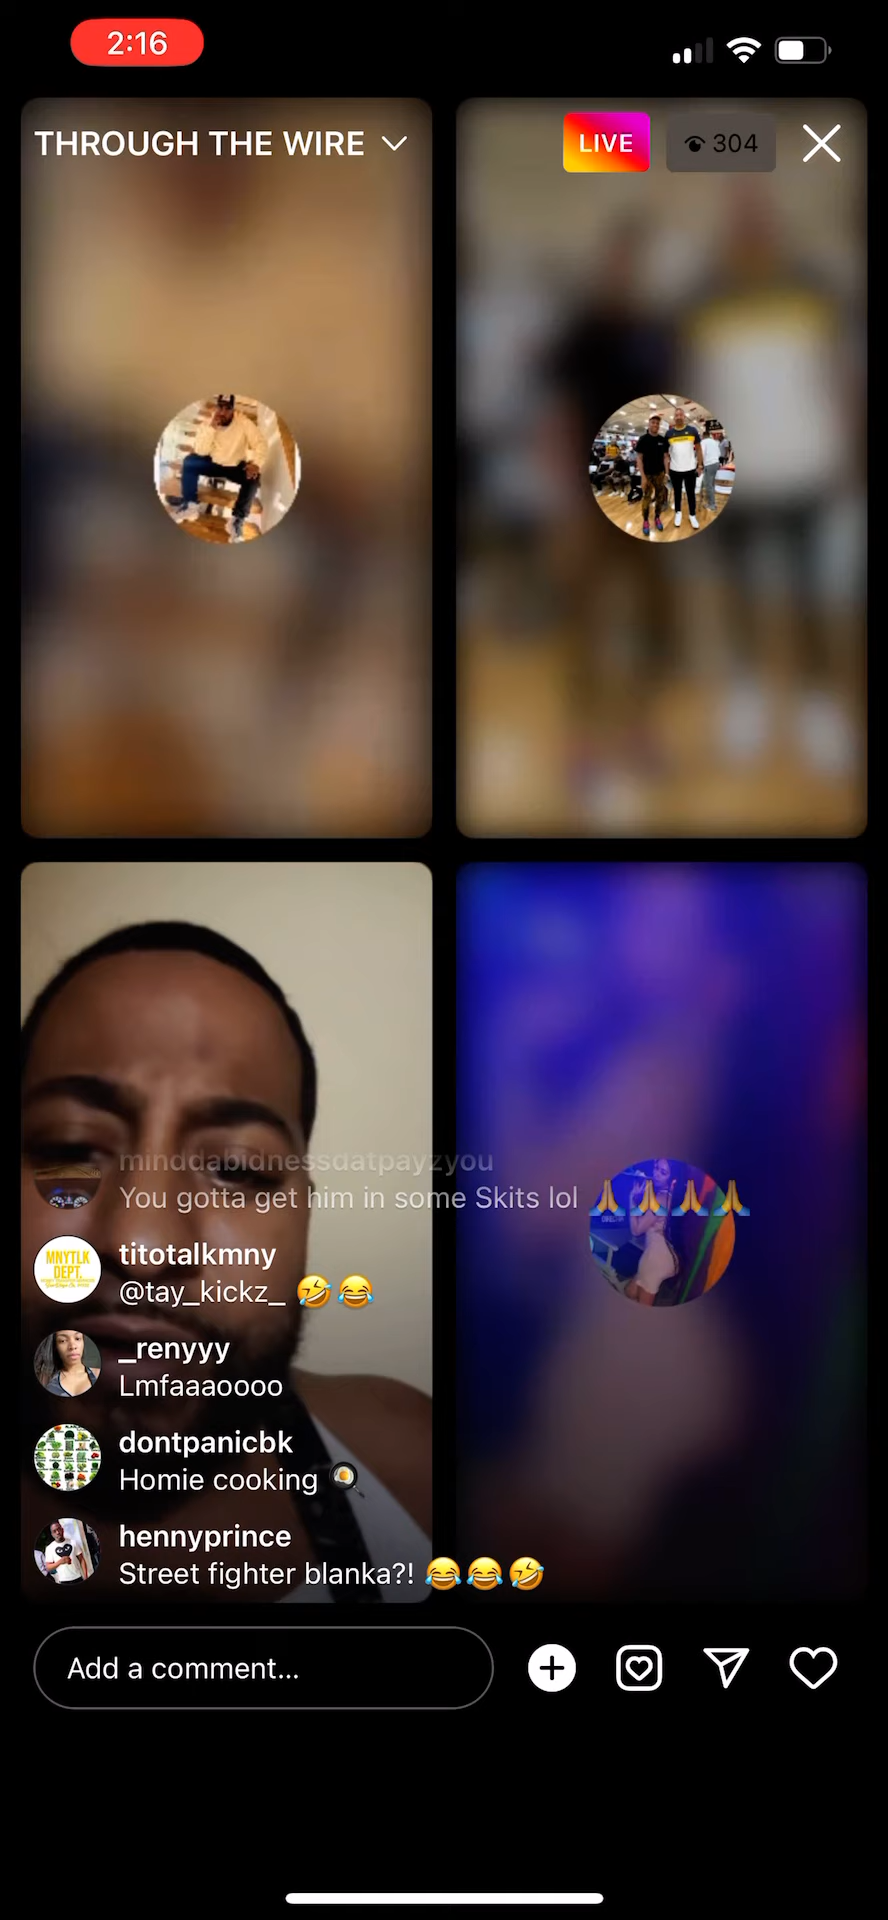 2:16
THROUGH THE WIRE
LIVE
304
minddabidnessdatpayzyou
You gotta get him in some Skits lol 🙏🙏🙏🙏
MNYTLK
DEPT.
titotalkmny
@tay_kickz_ 🤣😂
_renyyy
Lmfaaaoooo
dontpanicbk
Homie cooking 🍳
hennyprince
Street fighter blanka?! 😂😂🤣
Add a comment...